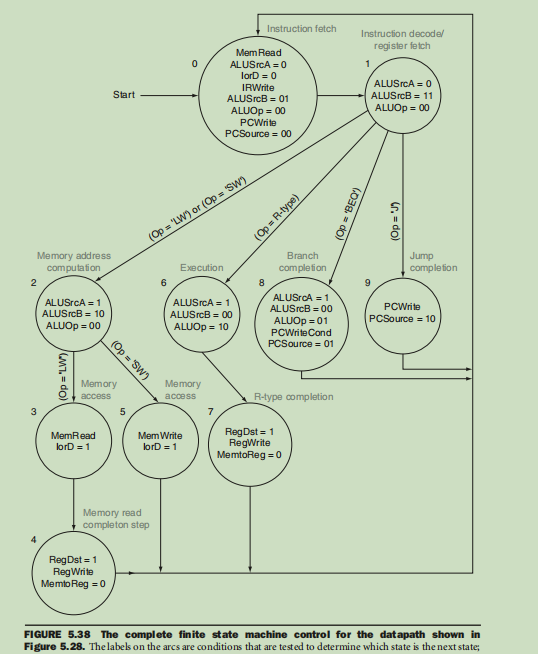 Instruction fetch
Instruction decode/
register fetch
0
MemRead
ALUSrcA = 0
IorD = 0
IRWrite
ALUSrcB = 01
ALUOp = 00
PCWrite
PCSource = 00
1
ALUSrcA = 0
ALUSrcB = 11
ALUOp = 00
Start
(Op = 'LW') or (Op = 'SW')
(Op = R-type)
(Op = 'BEQ')
(Op = 'J')
Memory address
computation
2
ALUSrcA = 1
ALUSrcB = 10
ALUOp = 00
Execution
6
ALUSrcA = 1
ALUSrcB = 00
ALUOp = 10
Branch
completion
8
ALUSrcA = 1
ALUSrcB = 00
ALUOp = 01
PCWriteCond
PCSource = 01
Jump
completion
9
PCWrite
PCSource = 10
(Op = 'LW')
(Op = 'SW')
Memory
access
3
MemRead
IorD = 1
Memory
access
5
MemWrite
IorD = 1
R-type completion
7
RegDst = 1
RegWrite
MemtoReg = 0
Memory read
completon step
4
RegDst = 1
RegWrite
MemtoReg = 0
FIGURE 5.38 The complete finite state machine control for the datapath shown in
Figure 5.28. The labels on the arcs are conditions that are tested to determine which state is the next state;